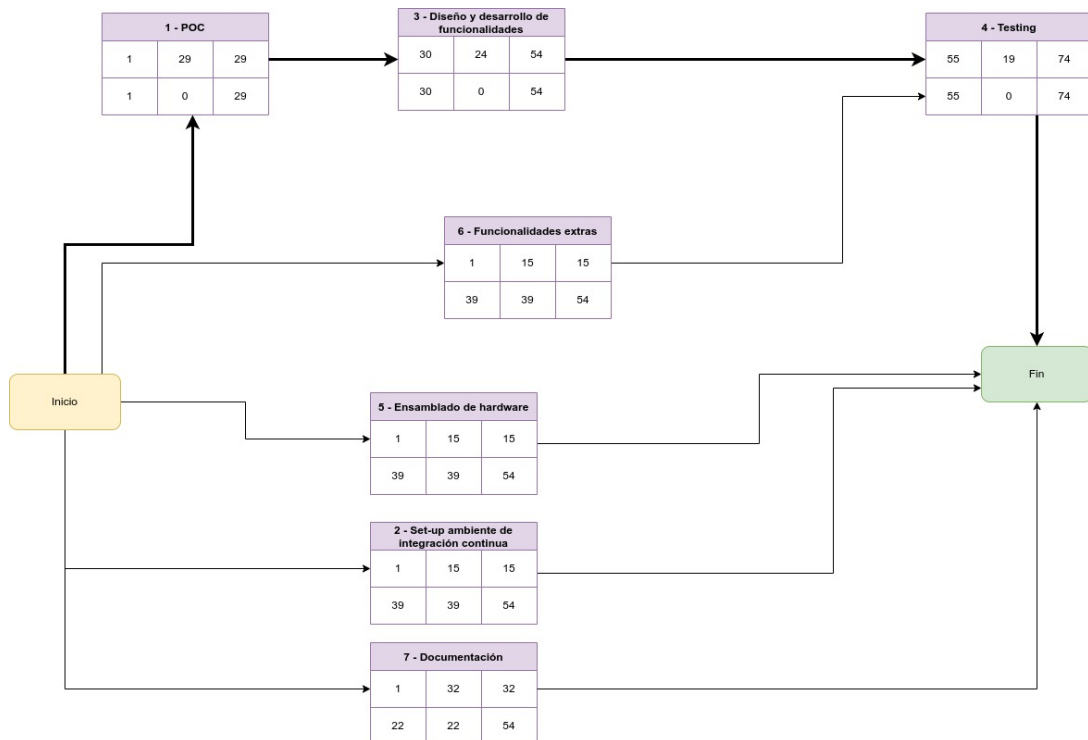 1 - POC
1 29 29
1 0 29
3 - Diseño y desarrollo de
funcionalidades
30 24 54
30 0 54
4 - Testing
55 19 74
55 0 74
6 - Funcionalidades extras
1 15 15
39 39 54
Inicio
Fin
5 - Ensamblado de hardware
1 15 15
39 39 54
2 - Set-up ambiente de
integración continua
1 15 15
39 39 54
7 - Documentación
1 32 32
22 22 54